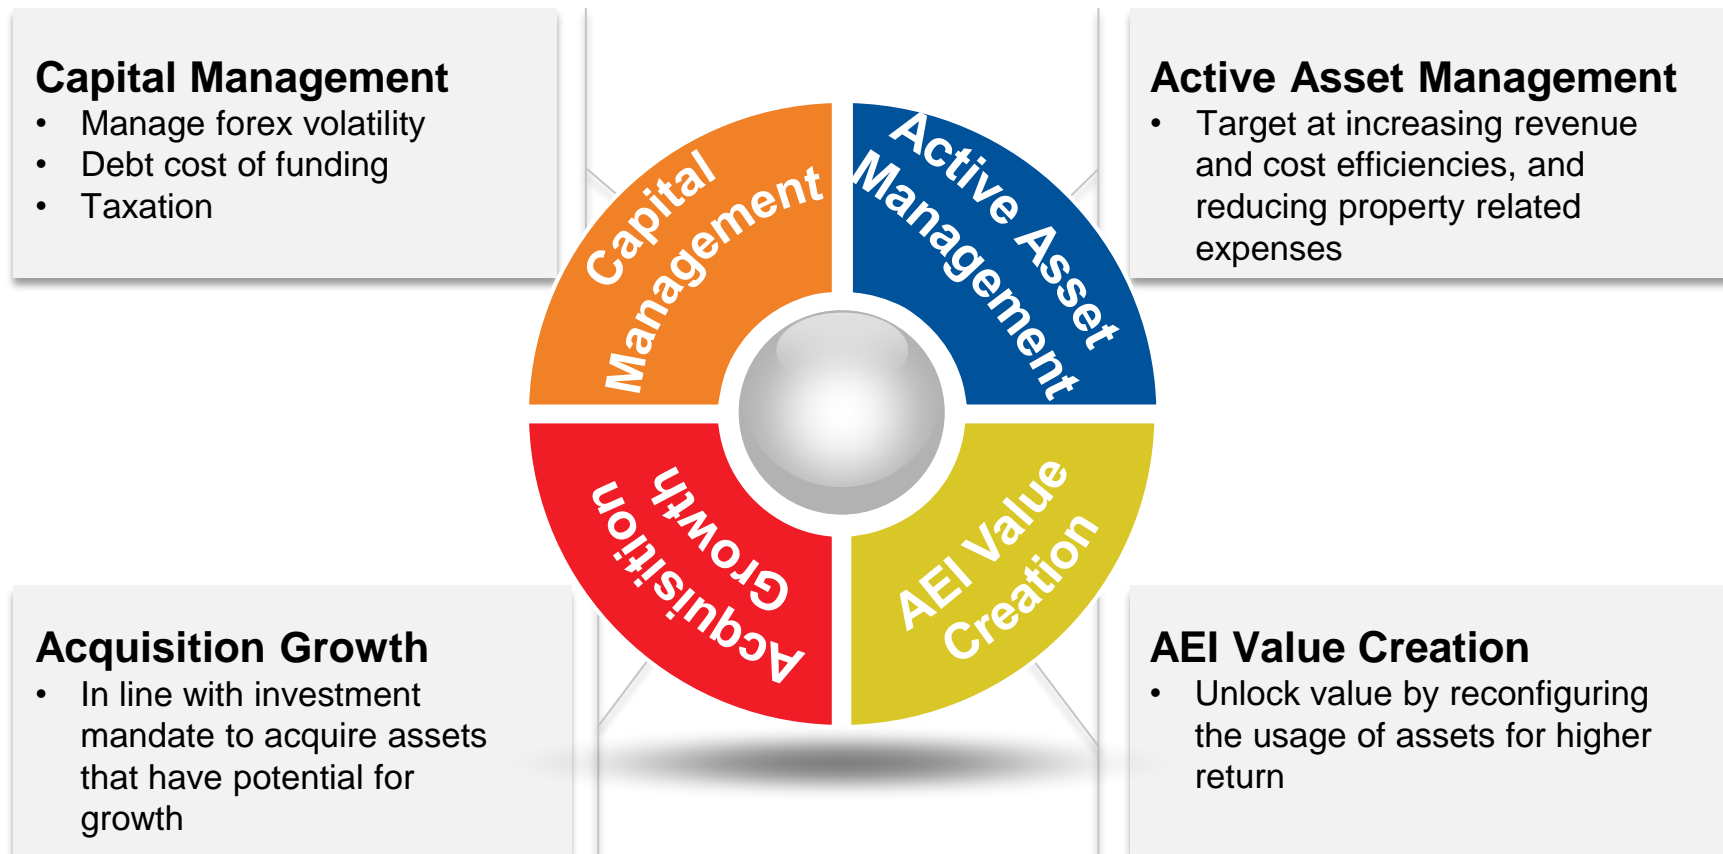 Capital Management
• Manage forex volatility
• Debt cost of funding
• Taxation
Active Asset Management
• Target at increasing revenue
and cost efficiencies, and
reducing property related
expenses
Capital
Management
Active Asset
Management
Acquisition
Growth
AEI Value
Creation
Acquisition Growth
• In line with investment
mandate to acquire assets
that have potential for
growth
AEI Value Creation
• Unlock value by reconfiguring
the usage of assets for higher
return